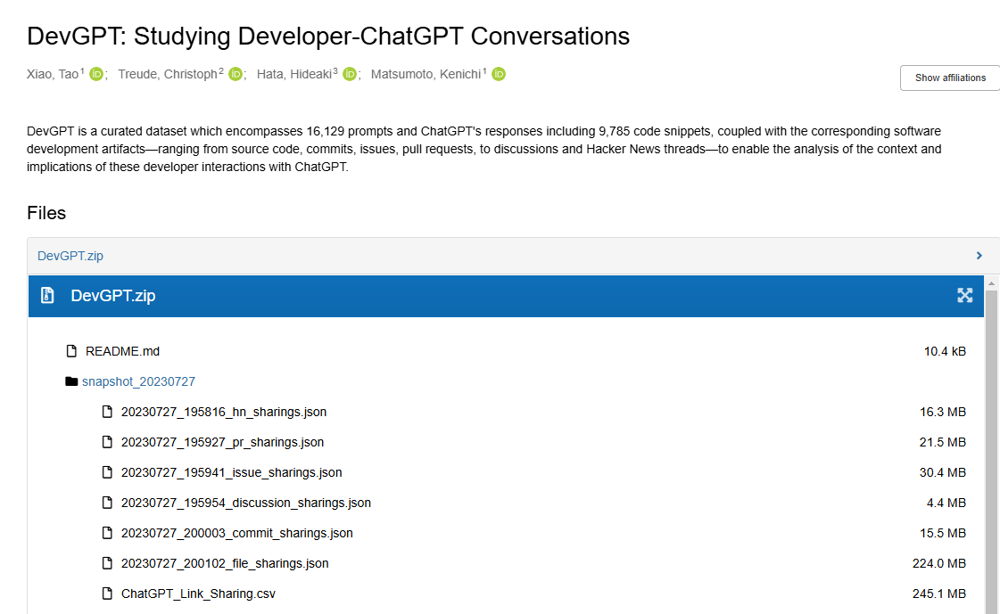 DevGPT: Studying Developer-ChatGPT Conversations
Xiao, Tao1 iD; Treude, Christoph2 iD; Hata, Hideaki3 iD; Matsumoto, Kenichi1 iD
Show affiliations
DevGPT is a curated dataset which encompasses 16,129 prompts and ChatGPT's responses including 9,785 code snippets, coupled with the corresponding software
development artifacts—ranging from source code, commits, issues, pull requests, to discussions and Hacker News threads—to enable the analysis of the context and
implications of these developer interactions with ChatGPT.
Files
DevGPT.zip
DevGPT.zip
README.md 10.4 kB
snapshot_20230727
20230727_195816_hn_sharings.json 16.3 MB
20230727_195927_pr_sharings.json 21.5 MB
20230727_195941_issue_sharings.json 30.4 MB
20230727_195954_discussion_sharings.json 4.4 MB
20230727_200003_commit_sharings.json 15.5 MB
20230727_200102_file_sharings.json 224.0 MB
ChatGPT_Link_Sharing.csv 245.1 MB